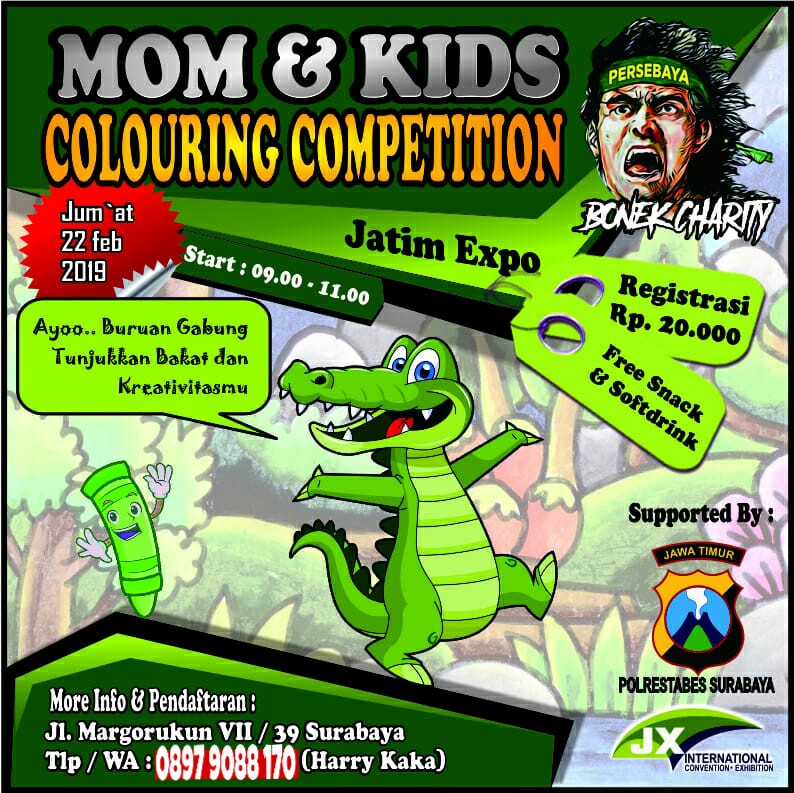 MOM & KIDS
COLOURING COMPETITION
PERSEBAYA
BONEK CHARITY
Jum`at
22 feb
2019
Jatim Expo
Start : 09.00 - 11.00
Registrasi
Rp. 20.000
Free Snack
& Softdrink
Ayoo.. Buruan Gabung
Tunjukkan Bakat dan
Kreativitasmu
Supported By :
JAWA TIMUR
POLRESTABES SURABAYA
JX
INTERNATIONAL
CONVENTION • EXHIBITION
More Info & Pendaftaran :
Jl. Margorukun VII / 39 Surabaya
Tlp / WA : 0897 9088 170 (Harry Kaka)